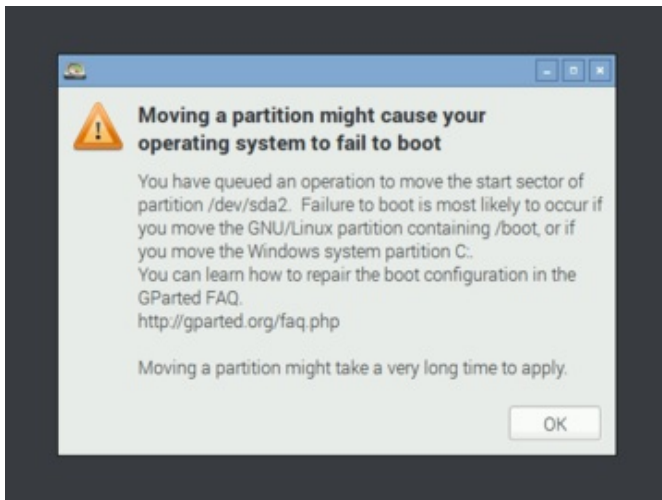 Moving a partition might cause your
operating system to fail to boot
You have queued an operation to move the start sector of
partition /dev/sda2. Failure to boot is most likely to occur if
you move the GNU/Linux partition containing /boot, or if
you move the Windows system partition C:.
You can learn how to repair the boot configuration in the
GParted FAQ.
http://gparted.org/faq.php
Moving a partition might take a very long time to apply.
OK